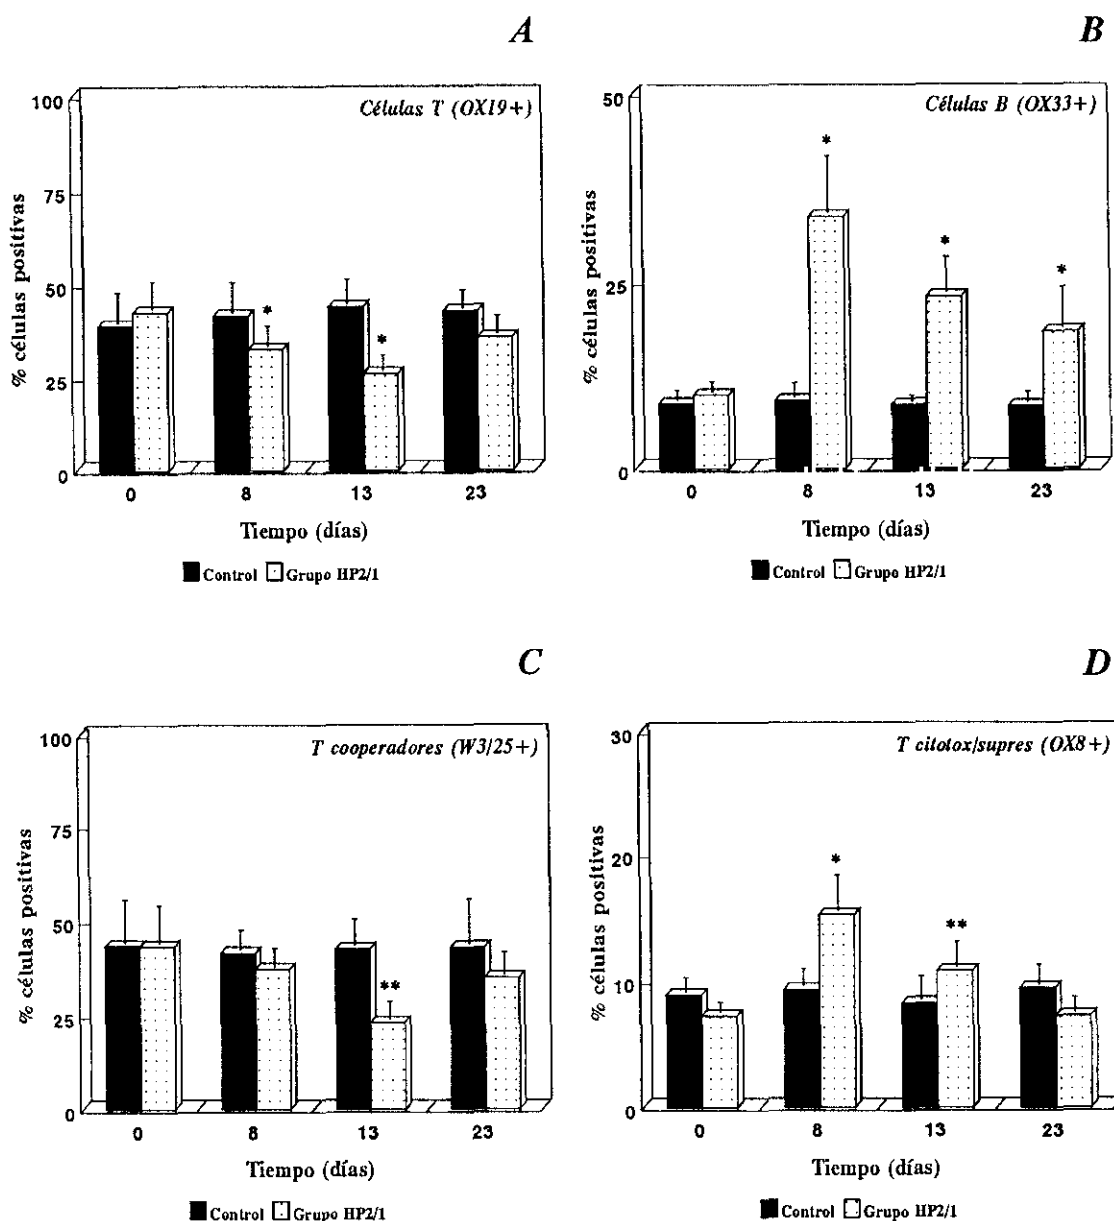 A
Células T (OX19+)
% células positivas
100
75
50
25
0
* *
0 8 13 23
Tiempo (días)
Control Grupo HP2/1
B
Células B (OX33+)
% células positivas
50
25
0
* * *
0 8 13 23
Tiempo (días)
Control Grupo HP2/1
C
T cooperadores (W3/25+)
% células positivas
100
75
50
25
0
**
0 8 13 23
Tiempo (días)
Control Grupo HP2/1
D
T citotox/supres (OX8+)
% células positivas
30
20
10
0
* **
0 8 13 23
Tiempo (días)
Control Grupo HP2/1